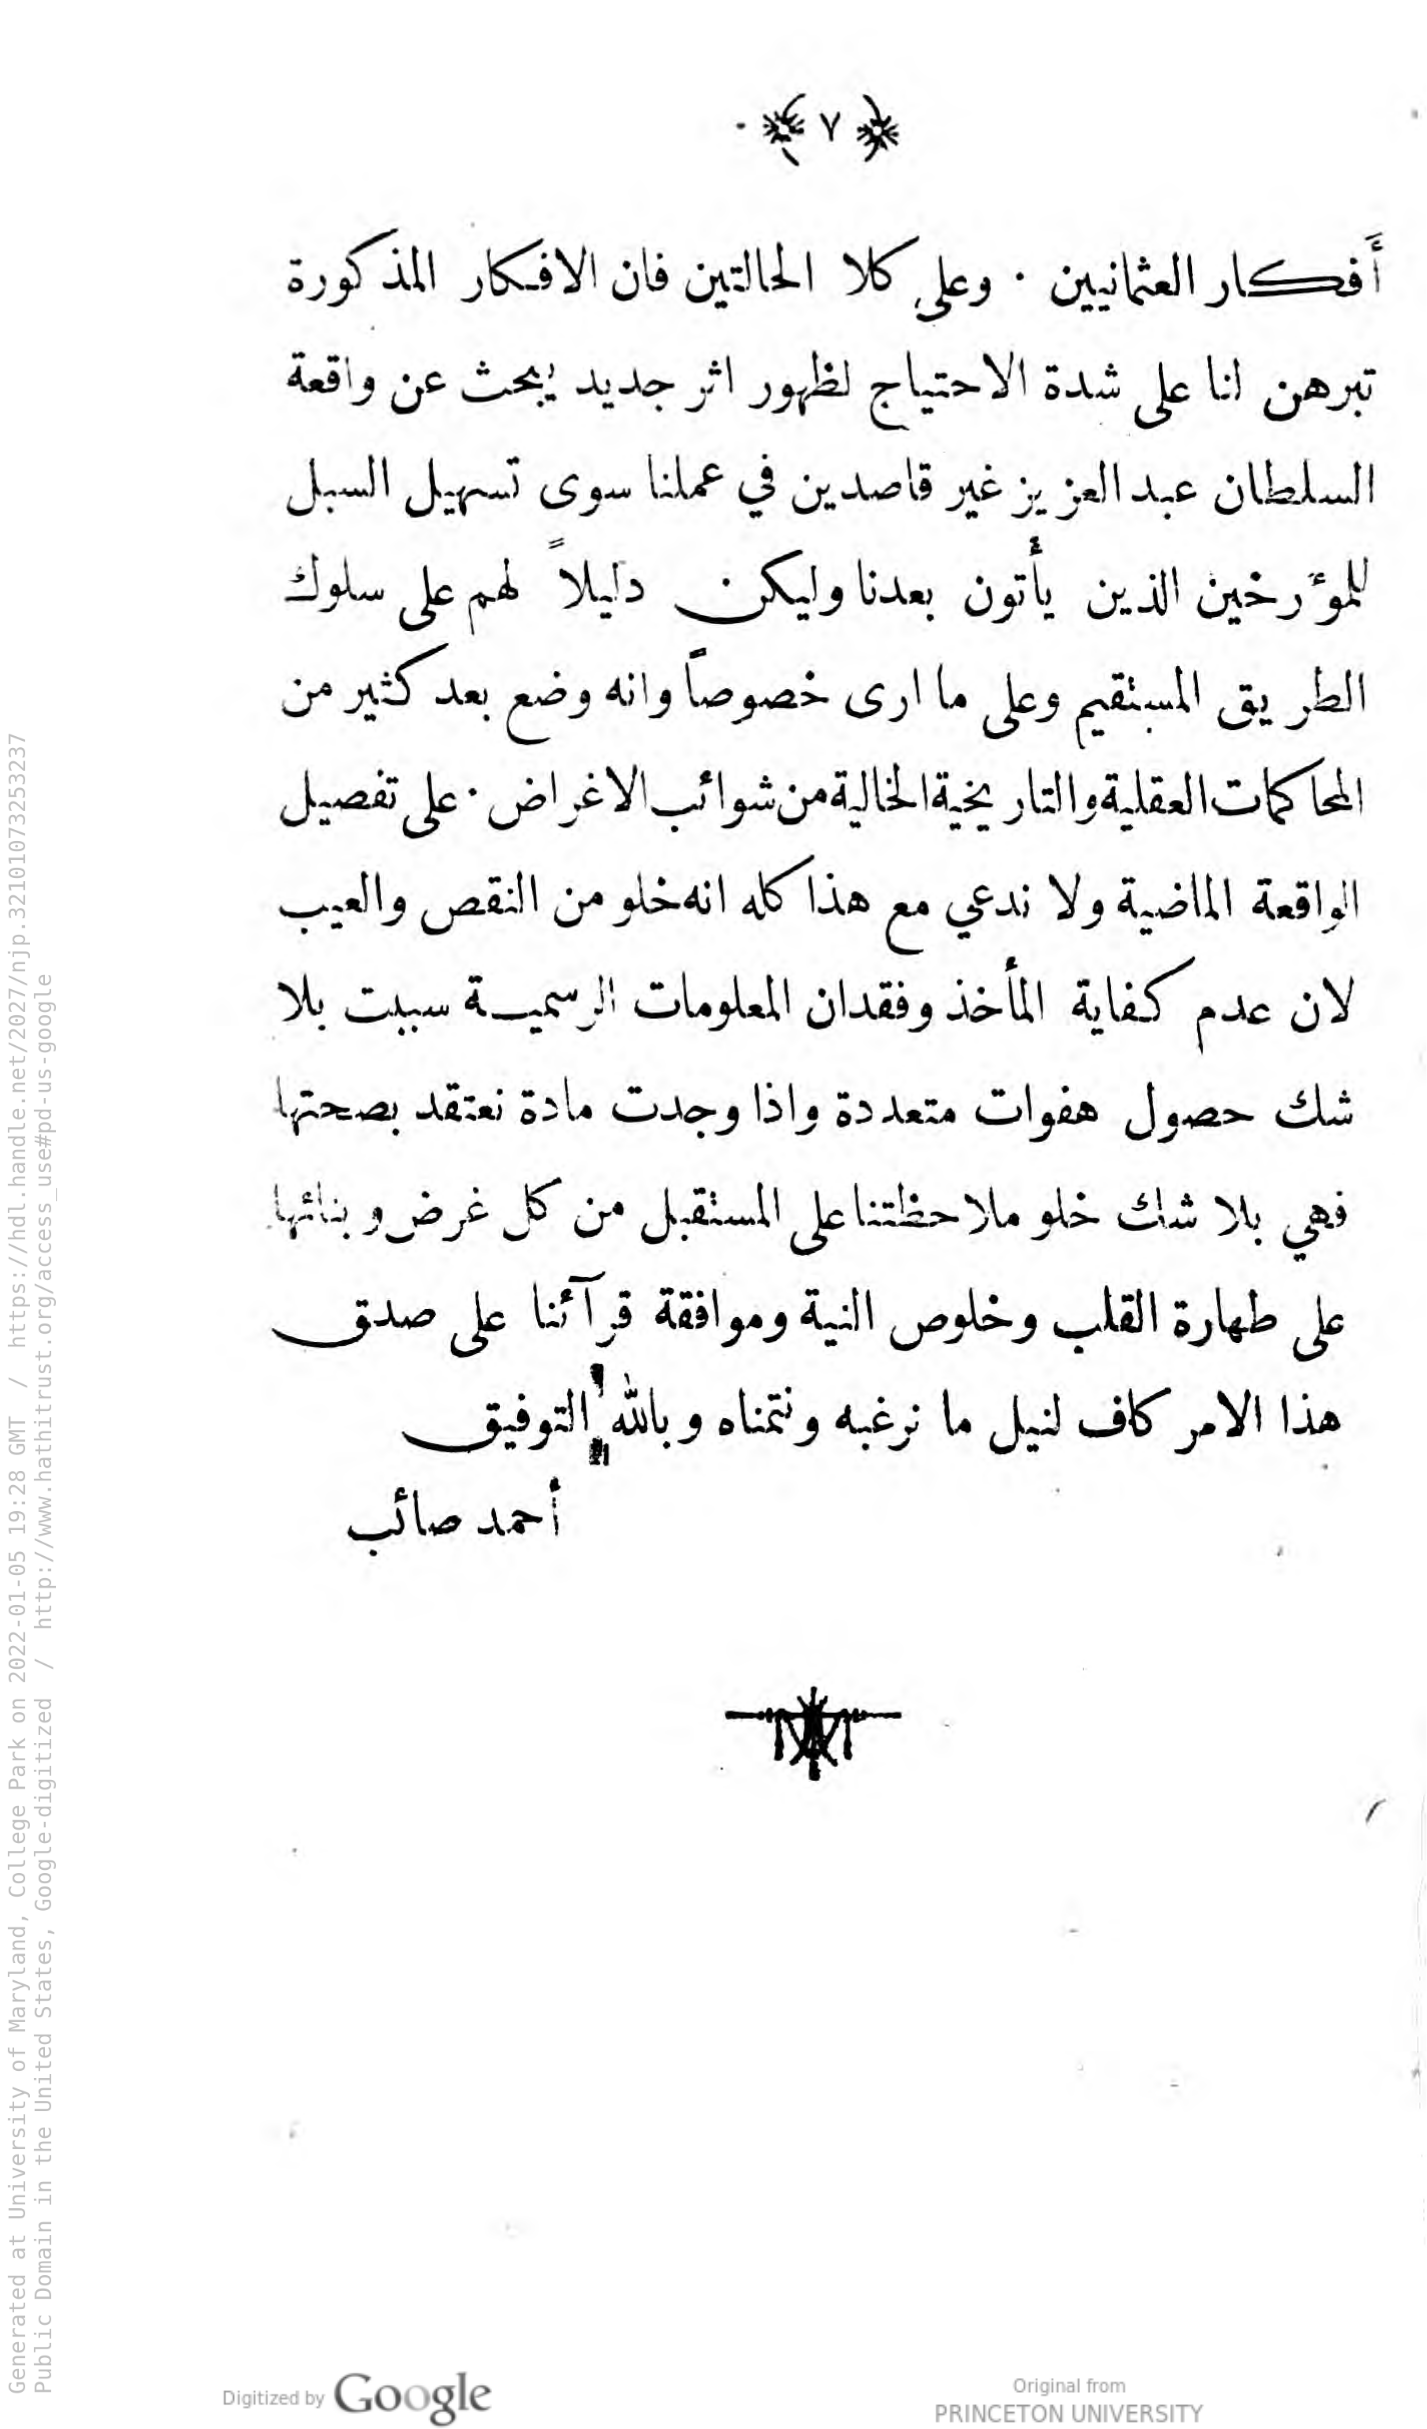 ٧
أَفكار العثمانيين · وعلى كلا الحالتين فان الافكار المذكورة
تبرهن لنا على شدة الاحتياج لظهور اثر جديد يبحث عن واقعة
السلطان عبد العزيز غير قاصدين في عملنا سوى تسهيل السبل
للمؤرخين الذين يأتون بعدنا وليكن دليلاً لهم على سلوك
الطريق المستقيم وعلى ما ارى خصوصاً وانه وضع بعد كثير من
المحاكمات العقلية والتاريخية الخالية من شوائب الاغراض · على تفصيل
الواقعة الماضية ولا ندعي مع هذا كله انه خلو من النقص والعيب
لان عدم كفاية المأخذ وفقدان المعلومات الرسمية سببت بلا
شك حصول هفوات متعددة واذا وجدت مادة نعتقد بصحتها
فهي بلا شك خلو ملاحظتنا على المستقبل من كل غرض وبنائها
على طهارة القلب وخلوص النية وموافقة قرآئنا على صدق
هذا الامر كاف لنيل ما نرغبه ونتمناه وبالله التوفيق
أحمد صائب
Generated at University of Maryland, College Park on 2022-01-05 19:28 GMT / https://hdl.handle.net/2027/njp.32101073253237
Public Domain in the United States, Google-digitized / http://www.hathitrust.org/access_use#pd-us-google
Digitized by Google
Original from
PRINCETON UNIVERSITY